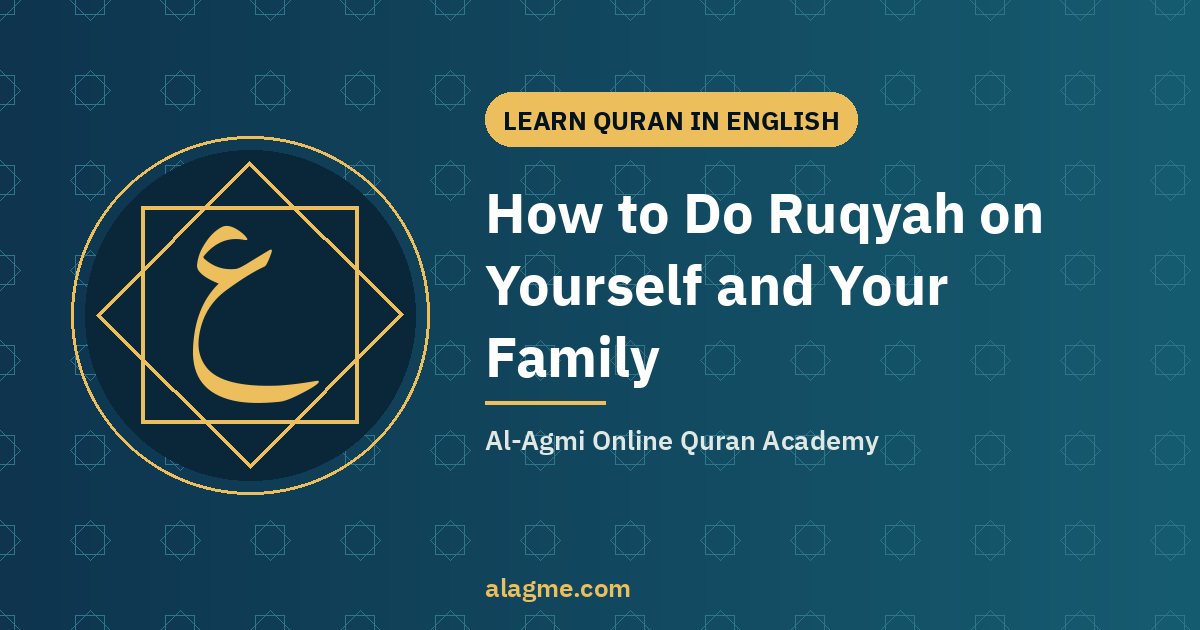 ع
LEARN QURAN IN ENGLISH
How to Do Ruqyah on
Yourself and Your
Family
Al-Agmi Online Quran Academy
alagme.com